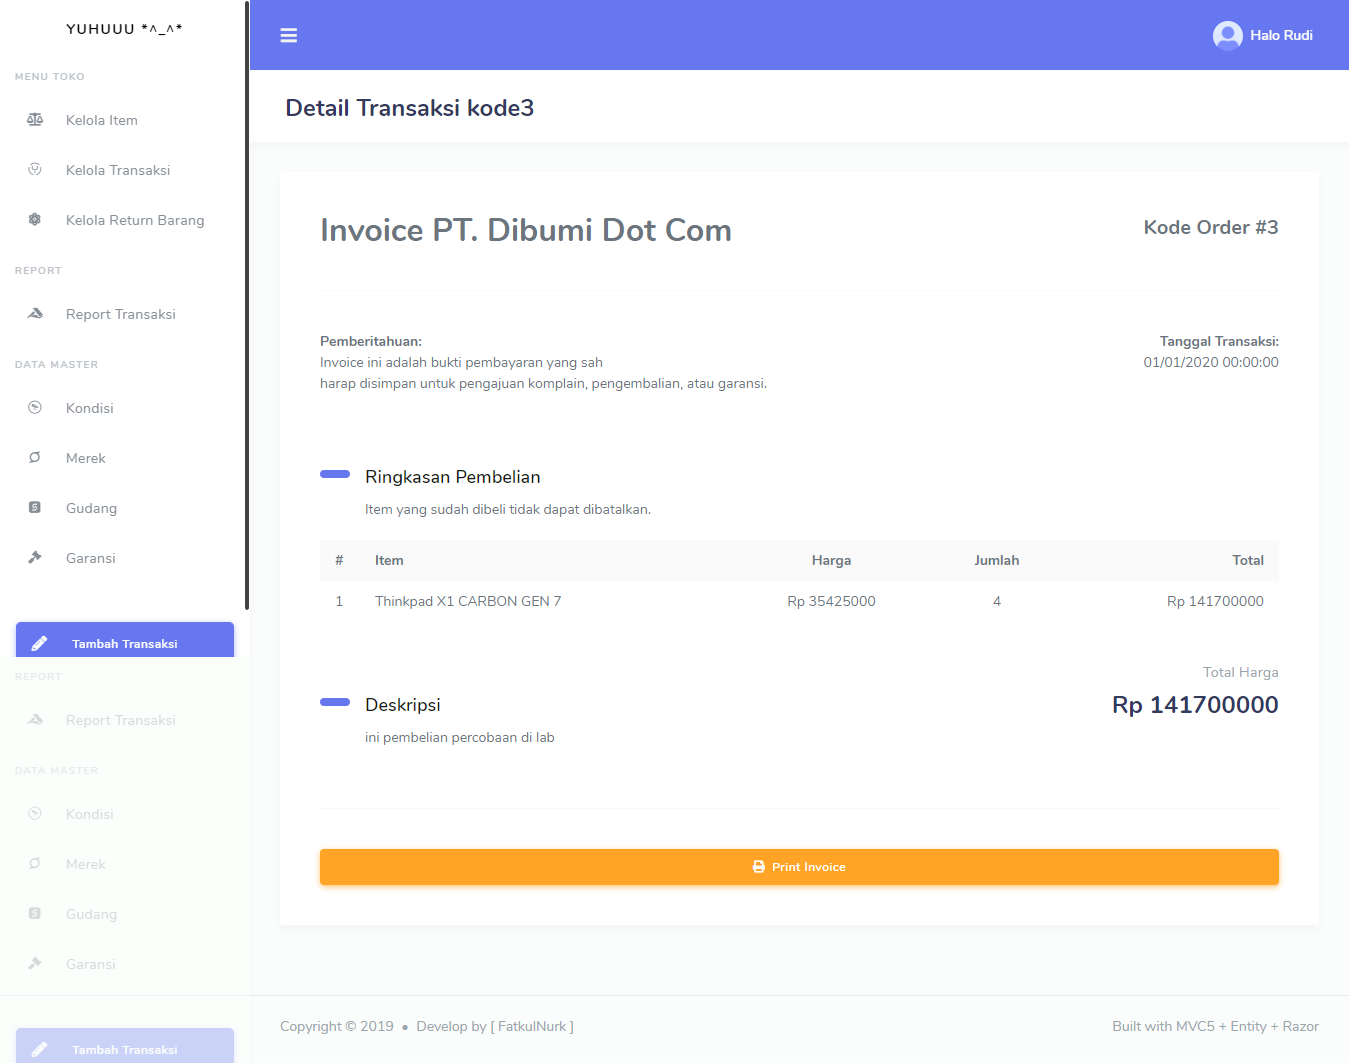 YUHUUU *^_^*
MENU TOKO
Kelola Item
Kelola Transaksi
Kelola Return Barang
REPORT
Report Transaksi
DATA MASTER
Kondisi
Merek
Gudang
Garansi
Tambah Transaksi
REPORT
Report Transaksi
DATA MASTER
Kondisi
Merek
Gudang
Garansi
Tambah Transaksi
Halo Rudi
Detail Transaksi kode3
Invoice PT. Dibumi Dot Com
Kode Order #3
Pemberitahuan:
Invoice ini adalah bukti pembayaran yang sah
harap disimpan untuk pengajuan komplain, pengembalian, atau garansi.
Tanggal Transaksi:
01/01/2020 00:00:00
Ringkasan Pembelian
Item yang sudah dibeli tidak dapat dibatalkan.
# Item Harga Jumlah Total
1 Thinkpad X1 CARBON GEN 7 Rp 35425000 4 Rp 141700000
Deskripsi
ini pembelian percobaan di lab
Total Harga
Rp 141700000
Print Invoice
Copyright © 2019 • Develop by [ FatkulNurk ]
Built with MVC5 + Entity + Razor